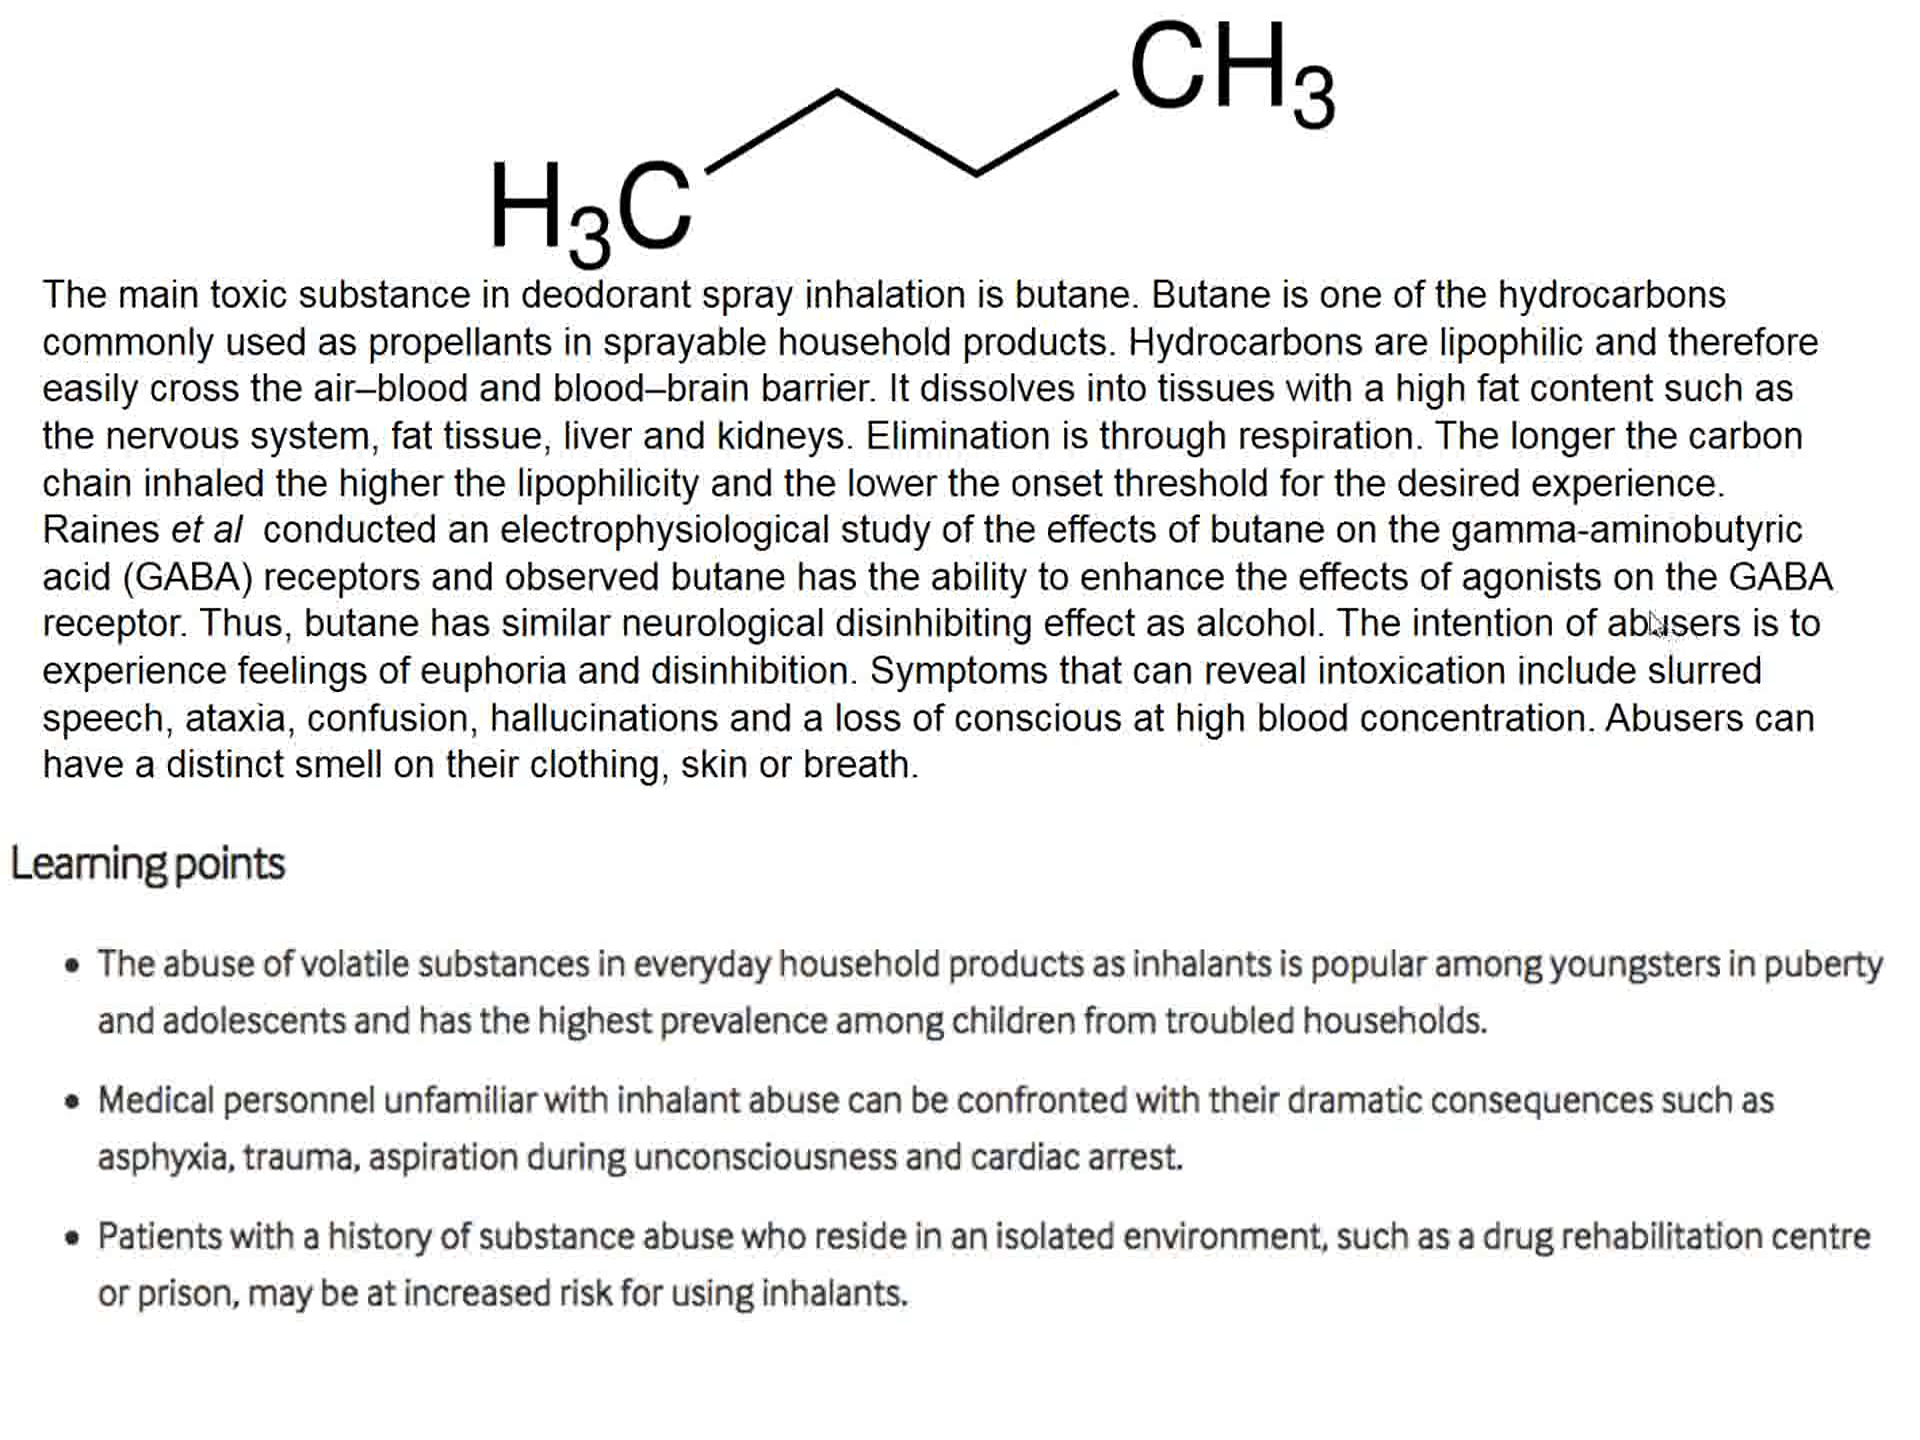 CH3
H3C
The main toxic substance in deodorant spray inhalation is butane. Butane is one of the hydrocarbons
commonly used as propellants in sprayable household products. Hydrocarbons are lipophilic and therefore
easily cross the air–blood and blood–brain barrier. It dissolves into tissues with a high fat content such as
the nervous system, fat tissue, liver and kidneys. Elimination is through respiration. The longer the carbon
chain inhaled the higher the lipophilicity and the lower the onset threshold for the desired experience.
Raines et al conducted an electrophysiological study of the effects of butane on the gamma-aminobutyric
acid (GABA) receptors and observed butane has the ability to enhance the effects of agonists on the GABA
receptor. Thus, butane has similar neurological disinhibiting effect as alcohol. The intention of abusers is to
experience feelings of euphoria and disinhibition. Symptoms that can reveal intoxication include slurred
speech, ataxia, confusion, hallucinations and a loss of conscious at high blood concentration. Abusers can
have a distinct smell on their clothing, skin or breath.
Learning points
• The abuse of volatile substances in everyday household products as inhalants is popular among youngsters in puberty
and adolescents and has the highest prevalence among children from troubled households.
• Medical personnel unfamiliar with inhalant abuse can be confronted with their dramatic consequences such as
asphyxia, trauma, aspiration during unconsciousness and cardiac arrest.
• Patients with a history of substance abuse who reside in an isolated environment, such as a drug rehabilitation centre
or prison, may be at increased risk for using inhalants.